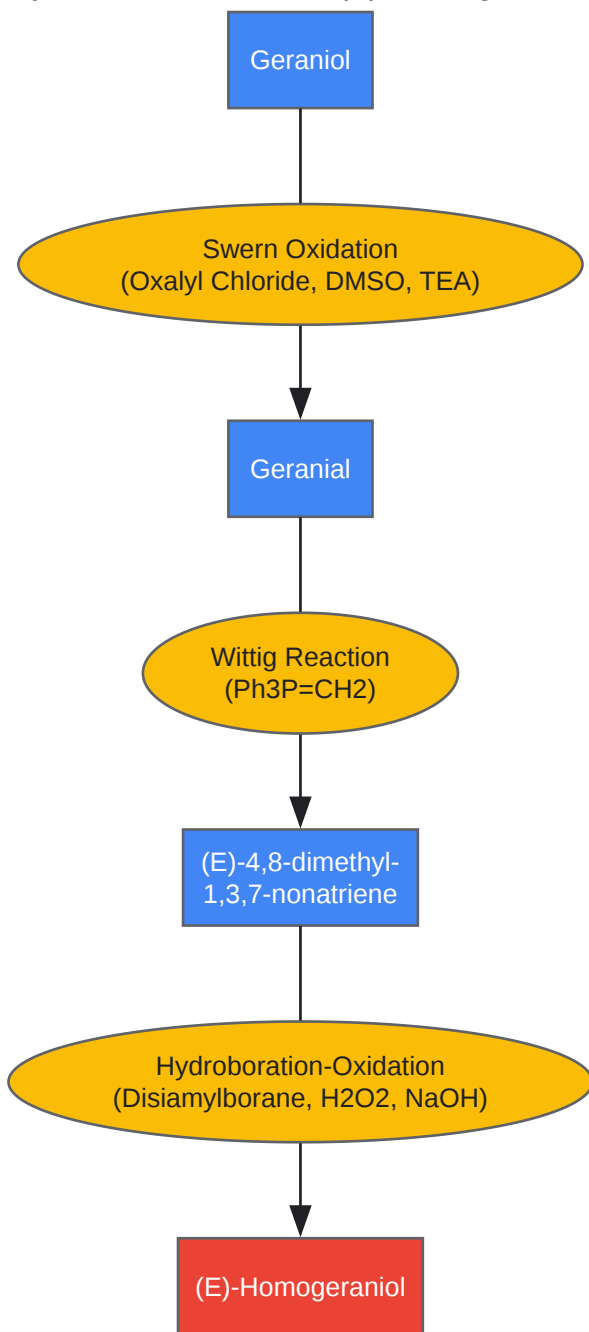 Geraniol
Swern Oxidation
(Oxalyl Chloride, DMSO, TEA)
Geranial
Wittig Reaction
(Ph3P=CH2)
(E)-4,8-dimethyl-
1,3,7-nonatriene
Hydroboration-Oxidation
(Disiamylborane, H2O2, NaOH)
(E)-Homogeraniol